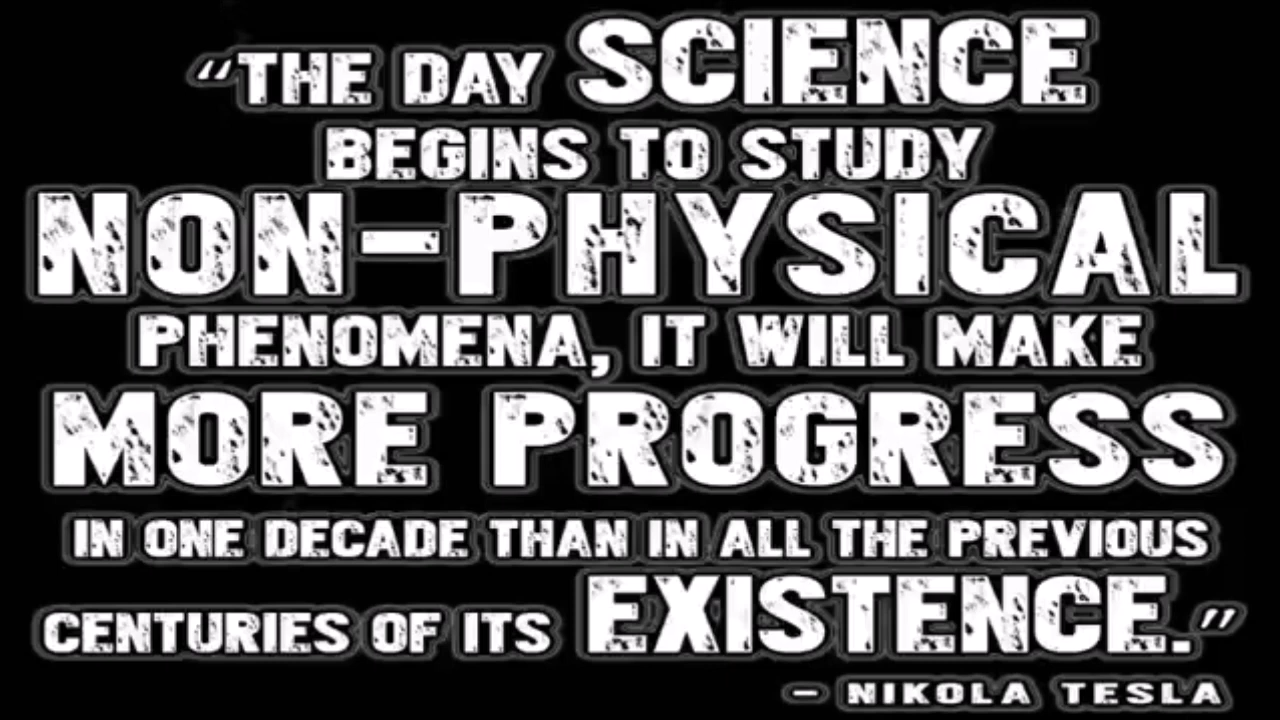 “THE DAY SCIENCE
BEGINS TO STUDY
NON-PHYSICAL
PHENOMENA, IT WILL MAKE
MORE PROGRESS
IN ONE DECADE THAN IN ALL THE PREVIOUS
CENTURIES OF ITS EXISTENCE.”
- NIKOLA TESLA